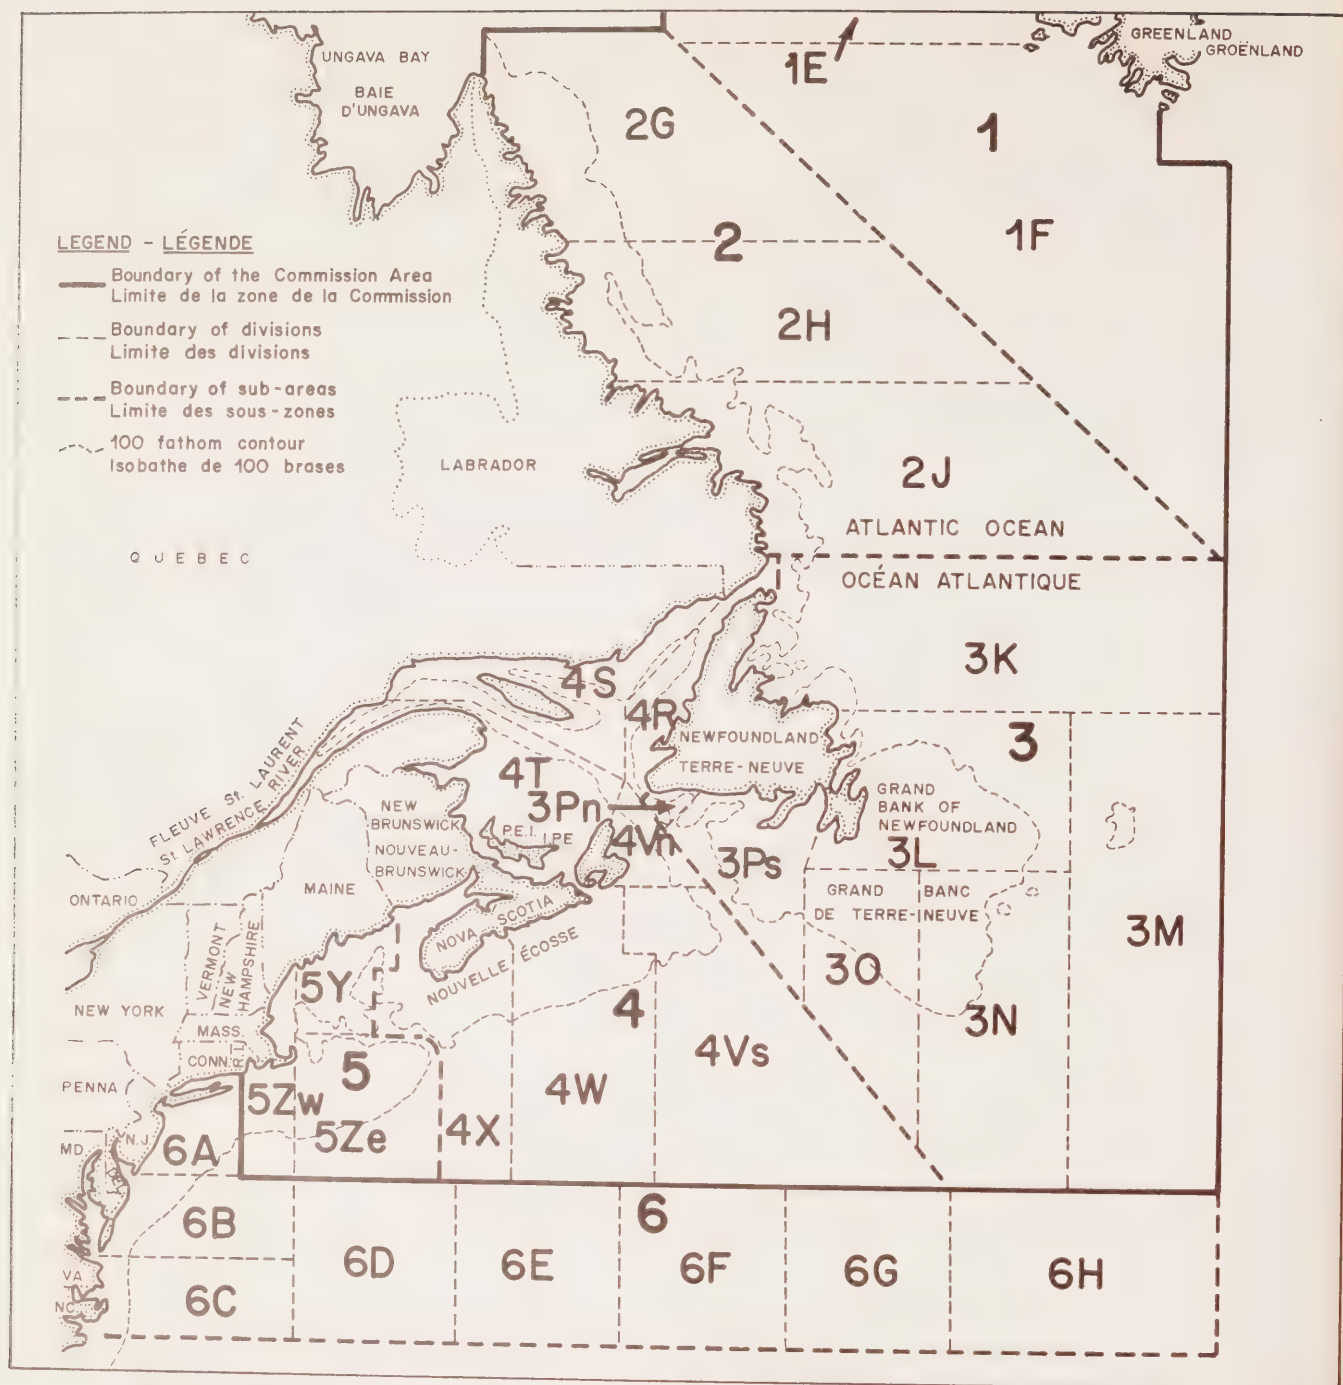 UNGAVA BAY
BAIE
D'UNGAVA
GREENLAND
GROËNLAND
1E
2G
1
1F
2
2H
LEGEND - LÉGENDE
Boundary of the Commission Area
Limite de la zone de la Commission
Boundary of divisions
Limite des divisions
Boundary of sub-areas
Limite des sous-zones
100 fathom contour
Isobathe de 100 brases
LABRADOR
2J
ATLANTIC OCEAN
OCÉAN ATLANTIQUE
QUEBEC
3K
4S
4R
NEWFOUNDLAND
TERRE-NEUVE
3
FLEUVE St. LAURENT
St. LAWRENCE RIVER
4T
3Pn
4Vn
3Ps
GRAND
BANK OF
NEWFOUNDLAND
3L
NEW
BRUNSWICK
NOUVEAU-
BRUNSWICK
P.E.I.
I.P.E
MAINE
ONTARIO
GRAND BANC
DE TERRE-NEUVE
3M
NOVA SCOTIA
NOUVELLE ÉCOSSE
VERMONT
NEW
HAMPSHIRE
5Y
3O
3N
NEW YORK
MASS.
CONN.
R.I.
4
4Vs
5
PENNA
5Zw
5Ze
4X
4W
MD.
N.J.
DEL.
6A
6
6B
6C
6D
6E
6F
6G
6H
VA
NC.